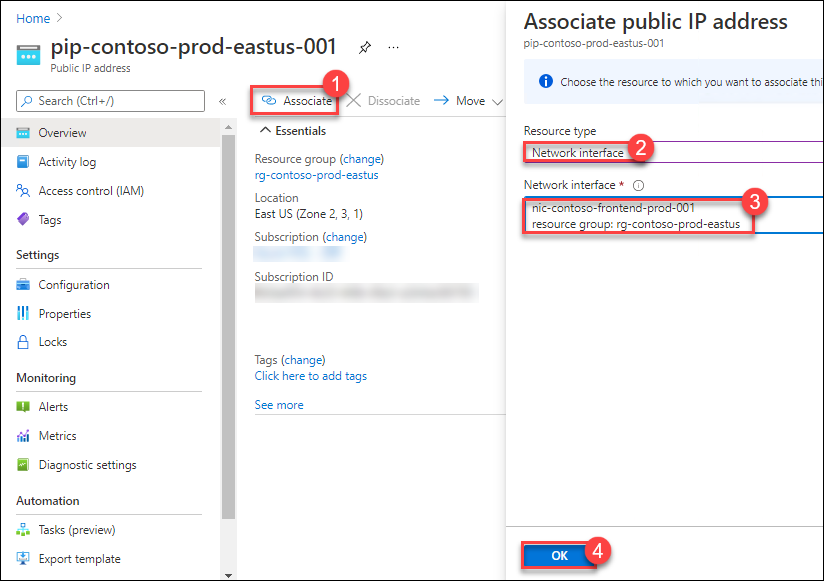 Home >
pip-contoso-prod-eastus-001
Public IP address
Search (Ctrl+/)
«
Overview
Activity log
Access control (IAM)
Tags
Settings
Configuration
Properties
Locks
Monitoring
Alerts
Metrics
Diagnostic settings
Automation
Tasks (preview)
Export template
1
Associate
Dissociate
Move
Essentials
Resource group (change)
rg-contoso-prod-eastus
Location
East US (Zone 2, 3, 1)
Subscription (change)
Subscription ID
Tags (change)
Click here to add tags
See more
Associate public IP address
pip-contoso-prod-eastus-001
Choose the resource to which you want to associate thi
Resource type
Network interface
2
Network interface *
3
nic-contoso-frontend-prod-001
resource group: rg-contoso-prod-eastus
OK
4